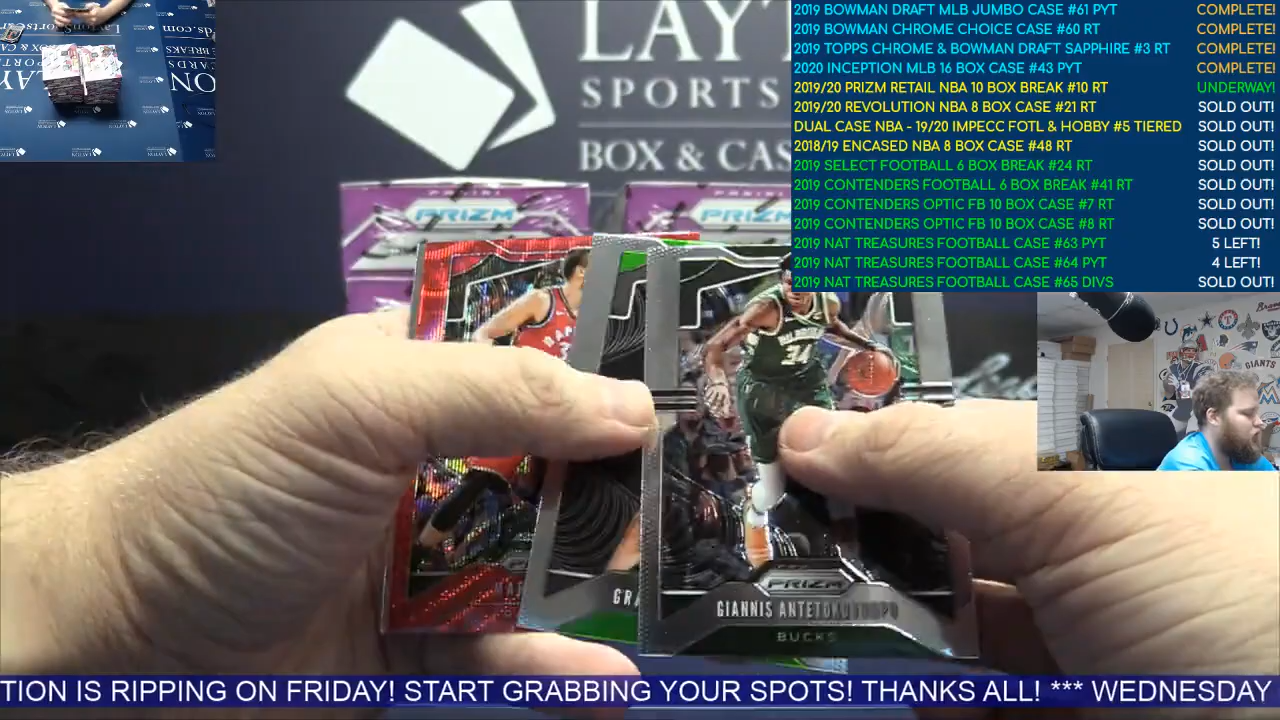 2019 BOWMAN DRAFT MLB JUMBO CASE #61 PYT COMPLETE!
2019 BOWMAN CHROME CHOICE CASE #60 RT COMPLETE!
2019 TOPPS CHROME & BOWMAN DRAFT SAPPHIRE #3 RT COMPLETE!
2020 INCEPTION MLB 16 BOX CASE #43 PYT COMPLETE!
2019/20 PRIZM RETAIL NBA 10 BOX BREAK #10 RT UNDERWAY!
2019/20 REVOLUTION NBA 8 BOX CASE #21 RT SOLD OUT!
DUAL CASE NBA - 19/20 IMPECC FOTL & HOBBY #5 TIERED SOLD OUT!
2018/19 ENCASED NBA 8 BOX CASE #48 RT SOLD OUT!
2019 SELECT FOOTBALL 6 BOX BREAK #24 RT SOLD OUT!
2019 CONTENDERS FOOTBALL 6 BOX BREAK #41 RT SOLD OUT!
2019 CONTENDERS OPTIC FB 10 BOX CASE #7 RT SOLD OUT!
2019 CONTENDERS OPTIC FB 10 BOX CASE #8 RT SOLD OUT!
2019 NAT TREASURES FOOTBALL CASE #63 PYT 5 LEFT!
2019 NAT TREASURES FOOTBALL CASE #64 PYT 4 LEFT!
2019 NAT TREASURES FOOTBALL CASE #65 DIVS SOLD OUT!
LAY
SPORTS
BOX & CAS
PANINI
PRIZM
PANINI
PRIZM
GIANTS
34
PRIZM
GRA
GIANNIS ANTETOKOUNMPO
BUCKS
TION IS RIPPING ON FRIDAY! START GRABBING YOUR SPOTS! THANKS ALL! *** WEDNESDAY